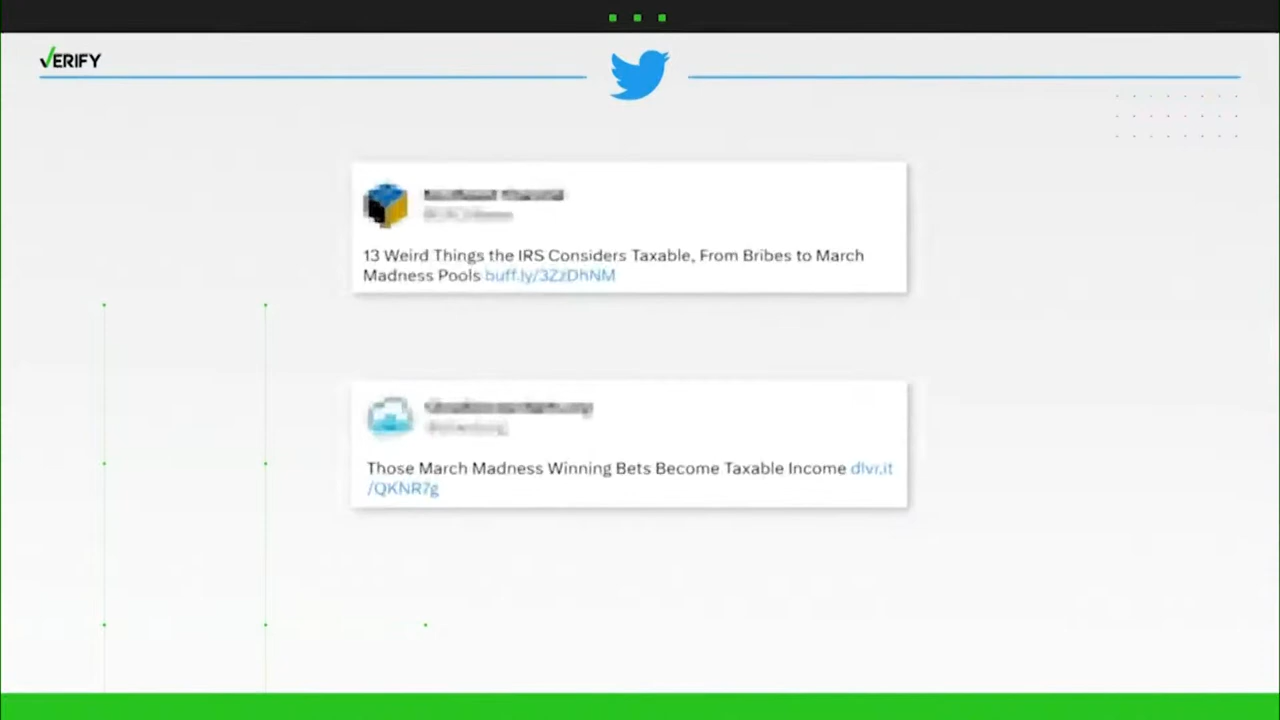 VERIFY
13 Weird Things the IRS Considers Taxable, From Bribes to March
Madness Pools buff.ly/3ZzDhNM
Those March Madness Winning Bets Become Taxable Income dlvr.it
/QKNR7g